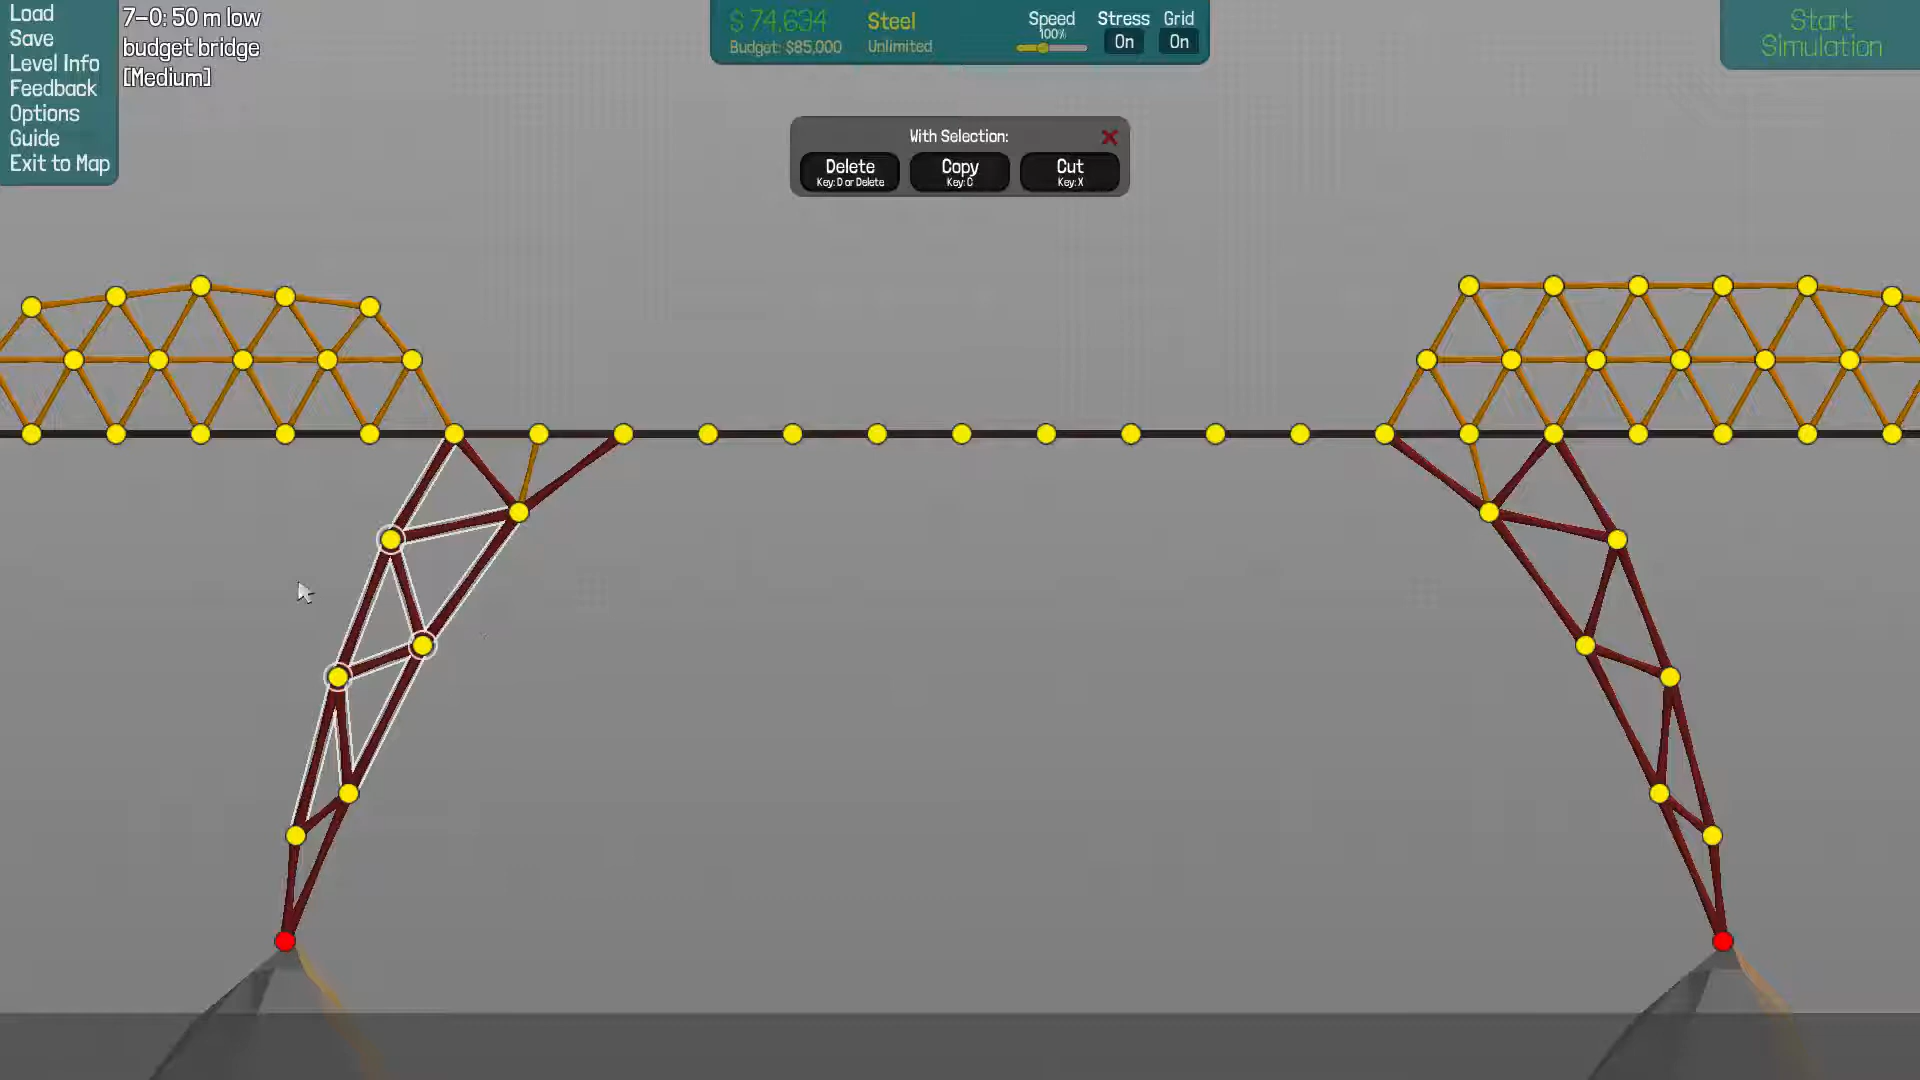 Load
Save
Level Info
Feedback
Options
Guide
Exit to Map
7-0: 50 m low
budget bridge
[Medium]
$ 74,634
Budget: $85,000
Steel
Unlimited
Speed
100%
Stress
On
Grid
On
Start
Simulation
With Selection:
Delete
Key: D or Delete
Copy
Key: C
Cut
Key: X